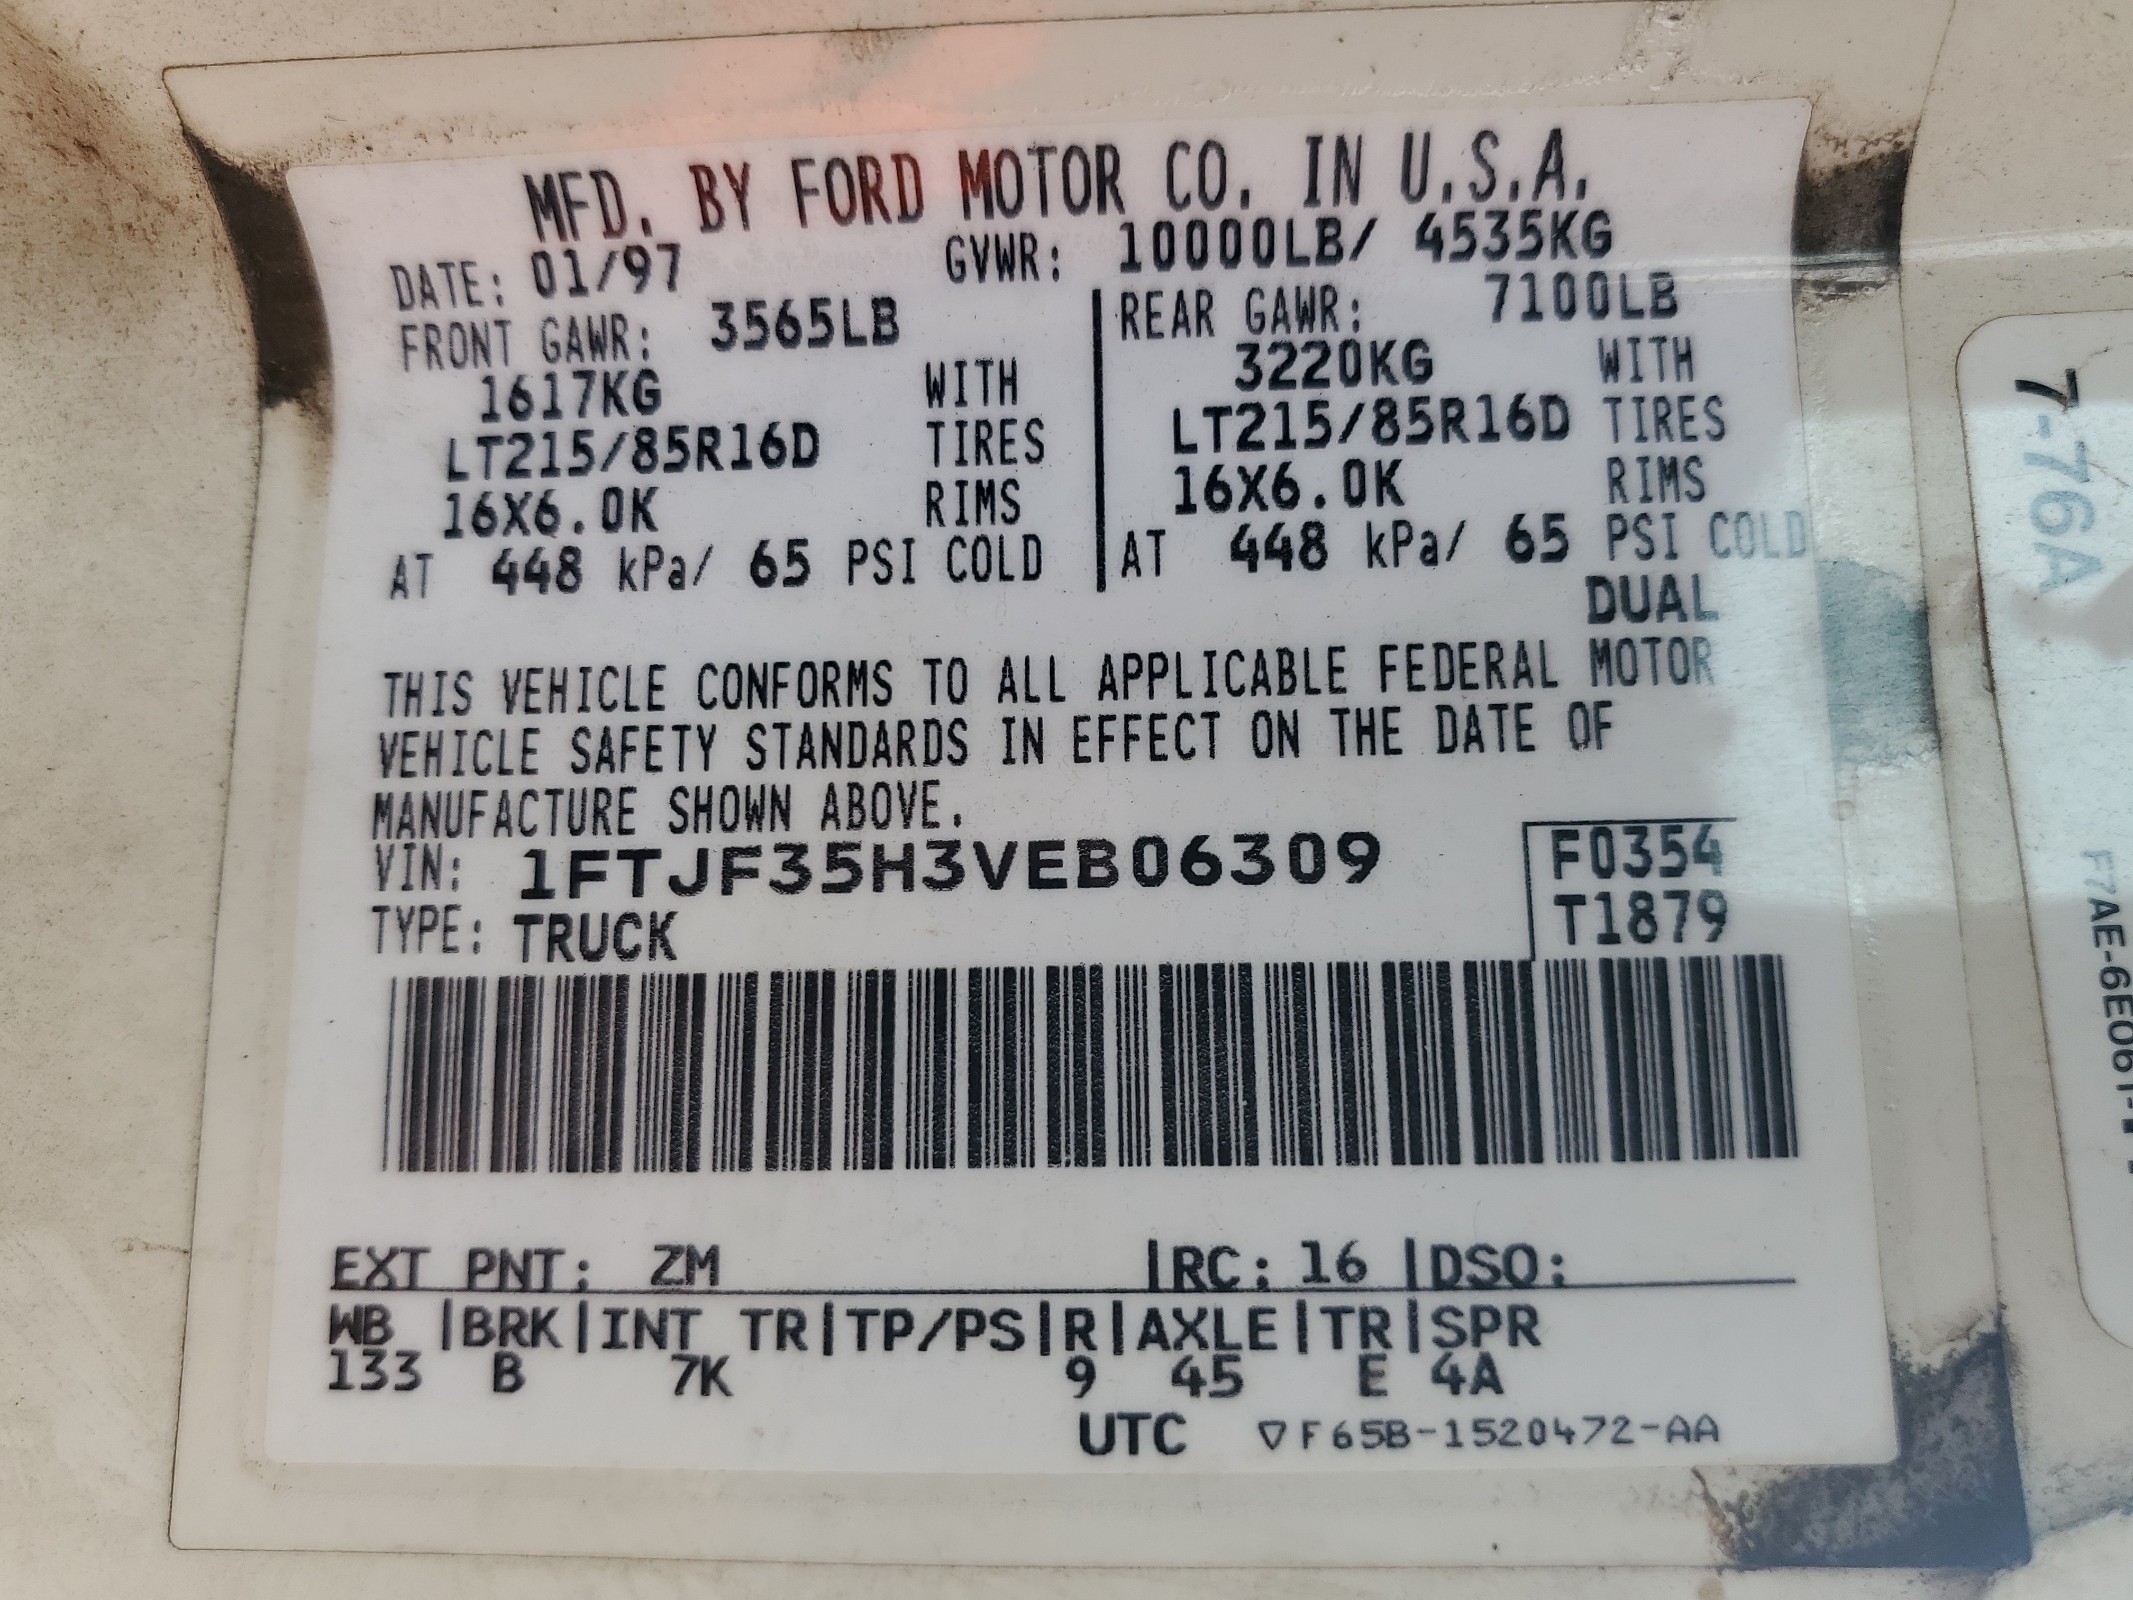 MFD. BY FORD MOTOR CO. IN U.S.A.
DATE: 01/97 GVWR: 10000LB/ 4535KG
FRONT GAWR: 3565LB
1617KG WITH
LT215/85R16D TIRES
16X6.0K RIMS
AT 448 kPa/ 65 PSI COLD
REAR GAWR: 7100LB
3220KG WITH
LT215/85R16D TIRES
16X6.0K RIMS
AT 448 kPa/ 65 PSI COLD
DUAL
THIS VEHICLE CONFORMS TO ALL APPLICABLE FEDERAL MOTOR
VEHICLE SAFETY STANDARDS IN EFFECT ON THE DATE OF
MANUFACTURE SHOWN ABOVE.
VIN: 1FTJF35H3VEB06309
TYPE: TRUCK
F0354
T1879
EXT PNT: ZM |RC: 16 |DSO:
WB |BRK|INT TR|TP/PS|R|AXLE|TR|SPR
133 B 7K 9 45 E 4A
UTC ▽F65B-1520472-AA
7-76A